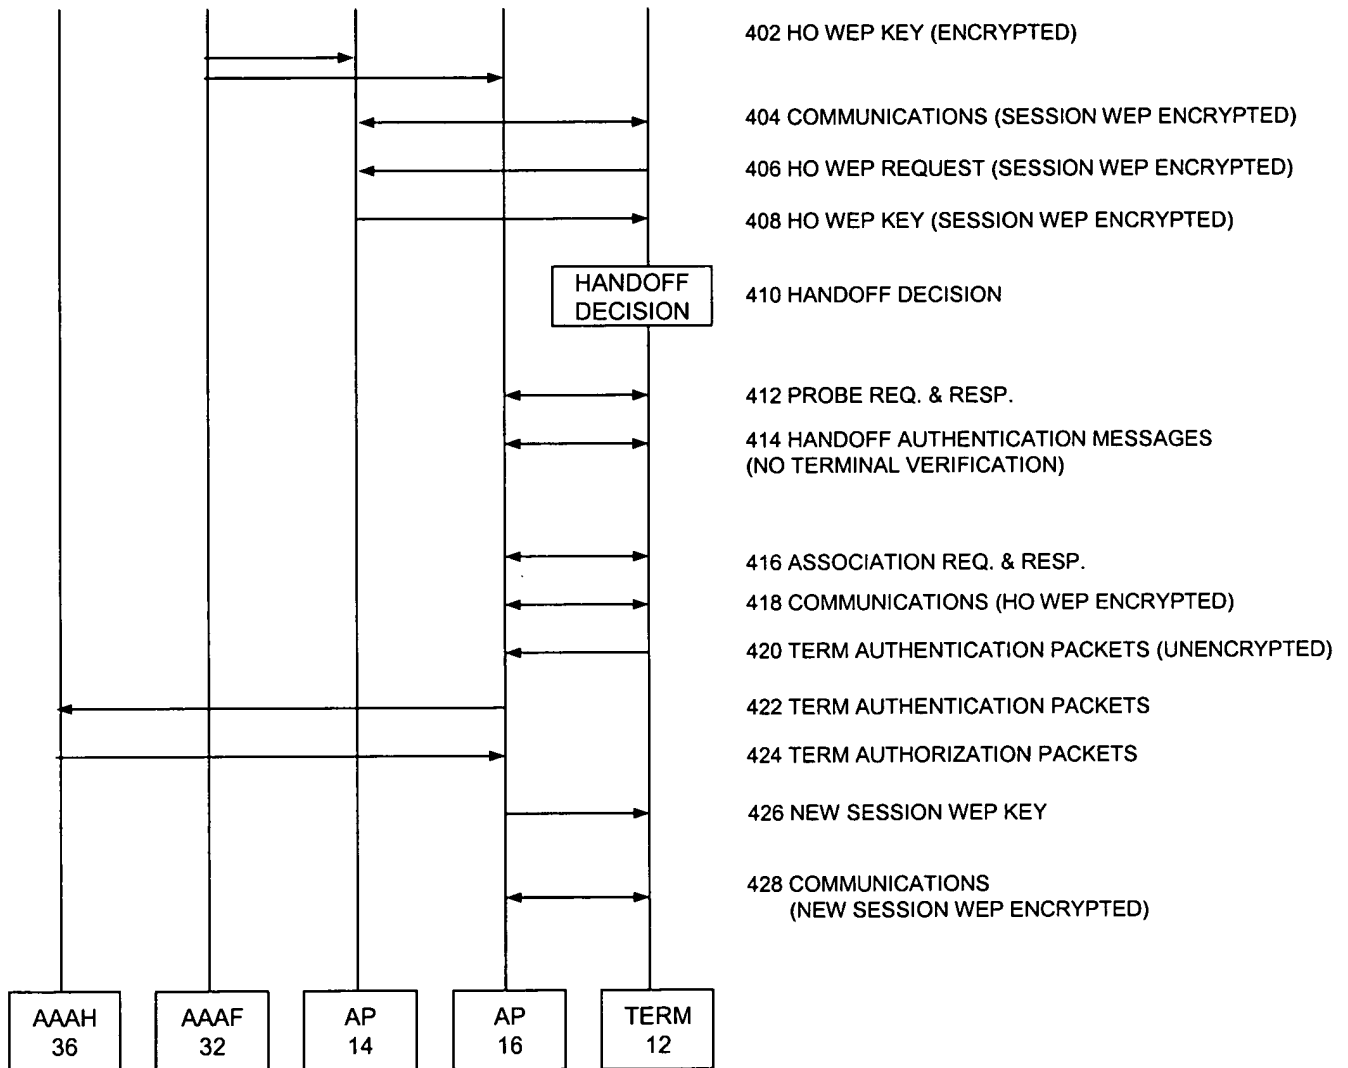 402 HO WEP KEY (ENCRYPTED)
404 COMMUNICATIONS (SESSION WEP ENCRYPTED)
406 HO WEP REQUEST (SESSION WEP ENCRYPTED)
408 HO WEP KEY (SESSION WEP ENCRYPTED)
HANDOFF
DECISION
410 HANDOFF DECISION
412 PROBE REQ. & RESP.
414 HANDOFF AUTHENTICATION MESSAGES
(NO TERMINAL VERIFICATION)
416 ASSOCIATION REQ. & RESP.
418 COMMUNICATIONS (HO WEP ENCRYPTED)
420 TERM AUTHENTICATION PACKETS (UNENCRYPTED)
422 TERM AUTHENTICATION PACKETS
424 TERM AUTHORIZATION PACKETS
426 NEW SESSION WEP KEY
428 COMMUNICATIONS
(NEW SESSION WEP ENCRYPTED)
AAAH
36
AAAF
32
AP
14
AP
16
TERM
12